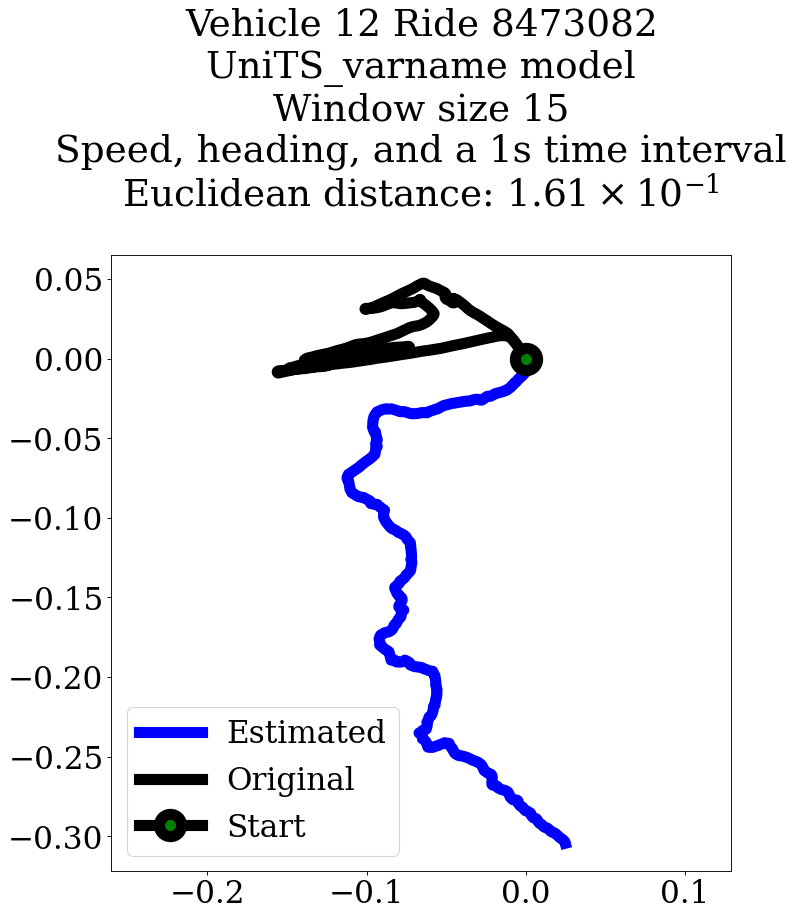 Vehicle 12 Ride 8473082
UniTS_varname model
Window size 15
Speed, heading, and a 1s time interval
Euclidean distance: 1.61 × 10⁻¹
0.05
0.00
−0.05
−0.10
−0.15
−0.20
−0.25
−0.30
Estimated
Original
Start
−0.2 −0.1 0.0 0.1